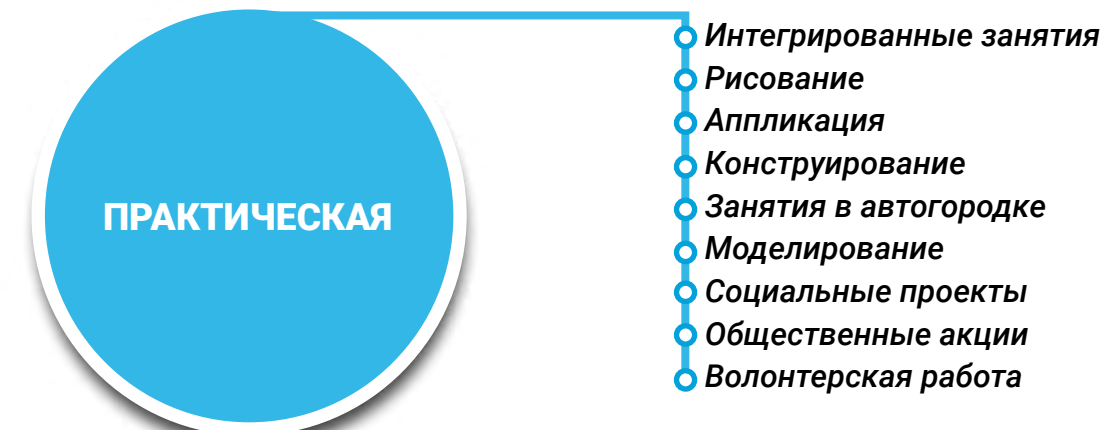 ПРАКТИЧЕСКАЯ
Интегрированные занятия
Рисование
Аппликация
Конструирование
Занятия в автогородке
Моделирование
Социальные проекты
Общественные акции
Волонтерская работа